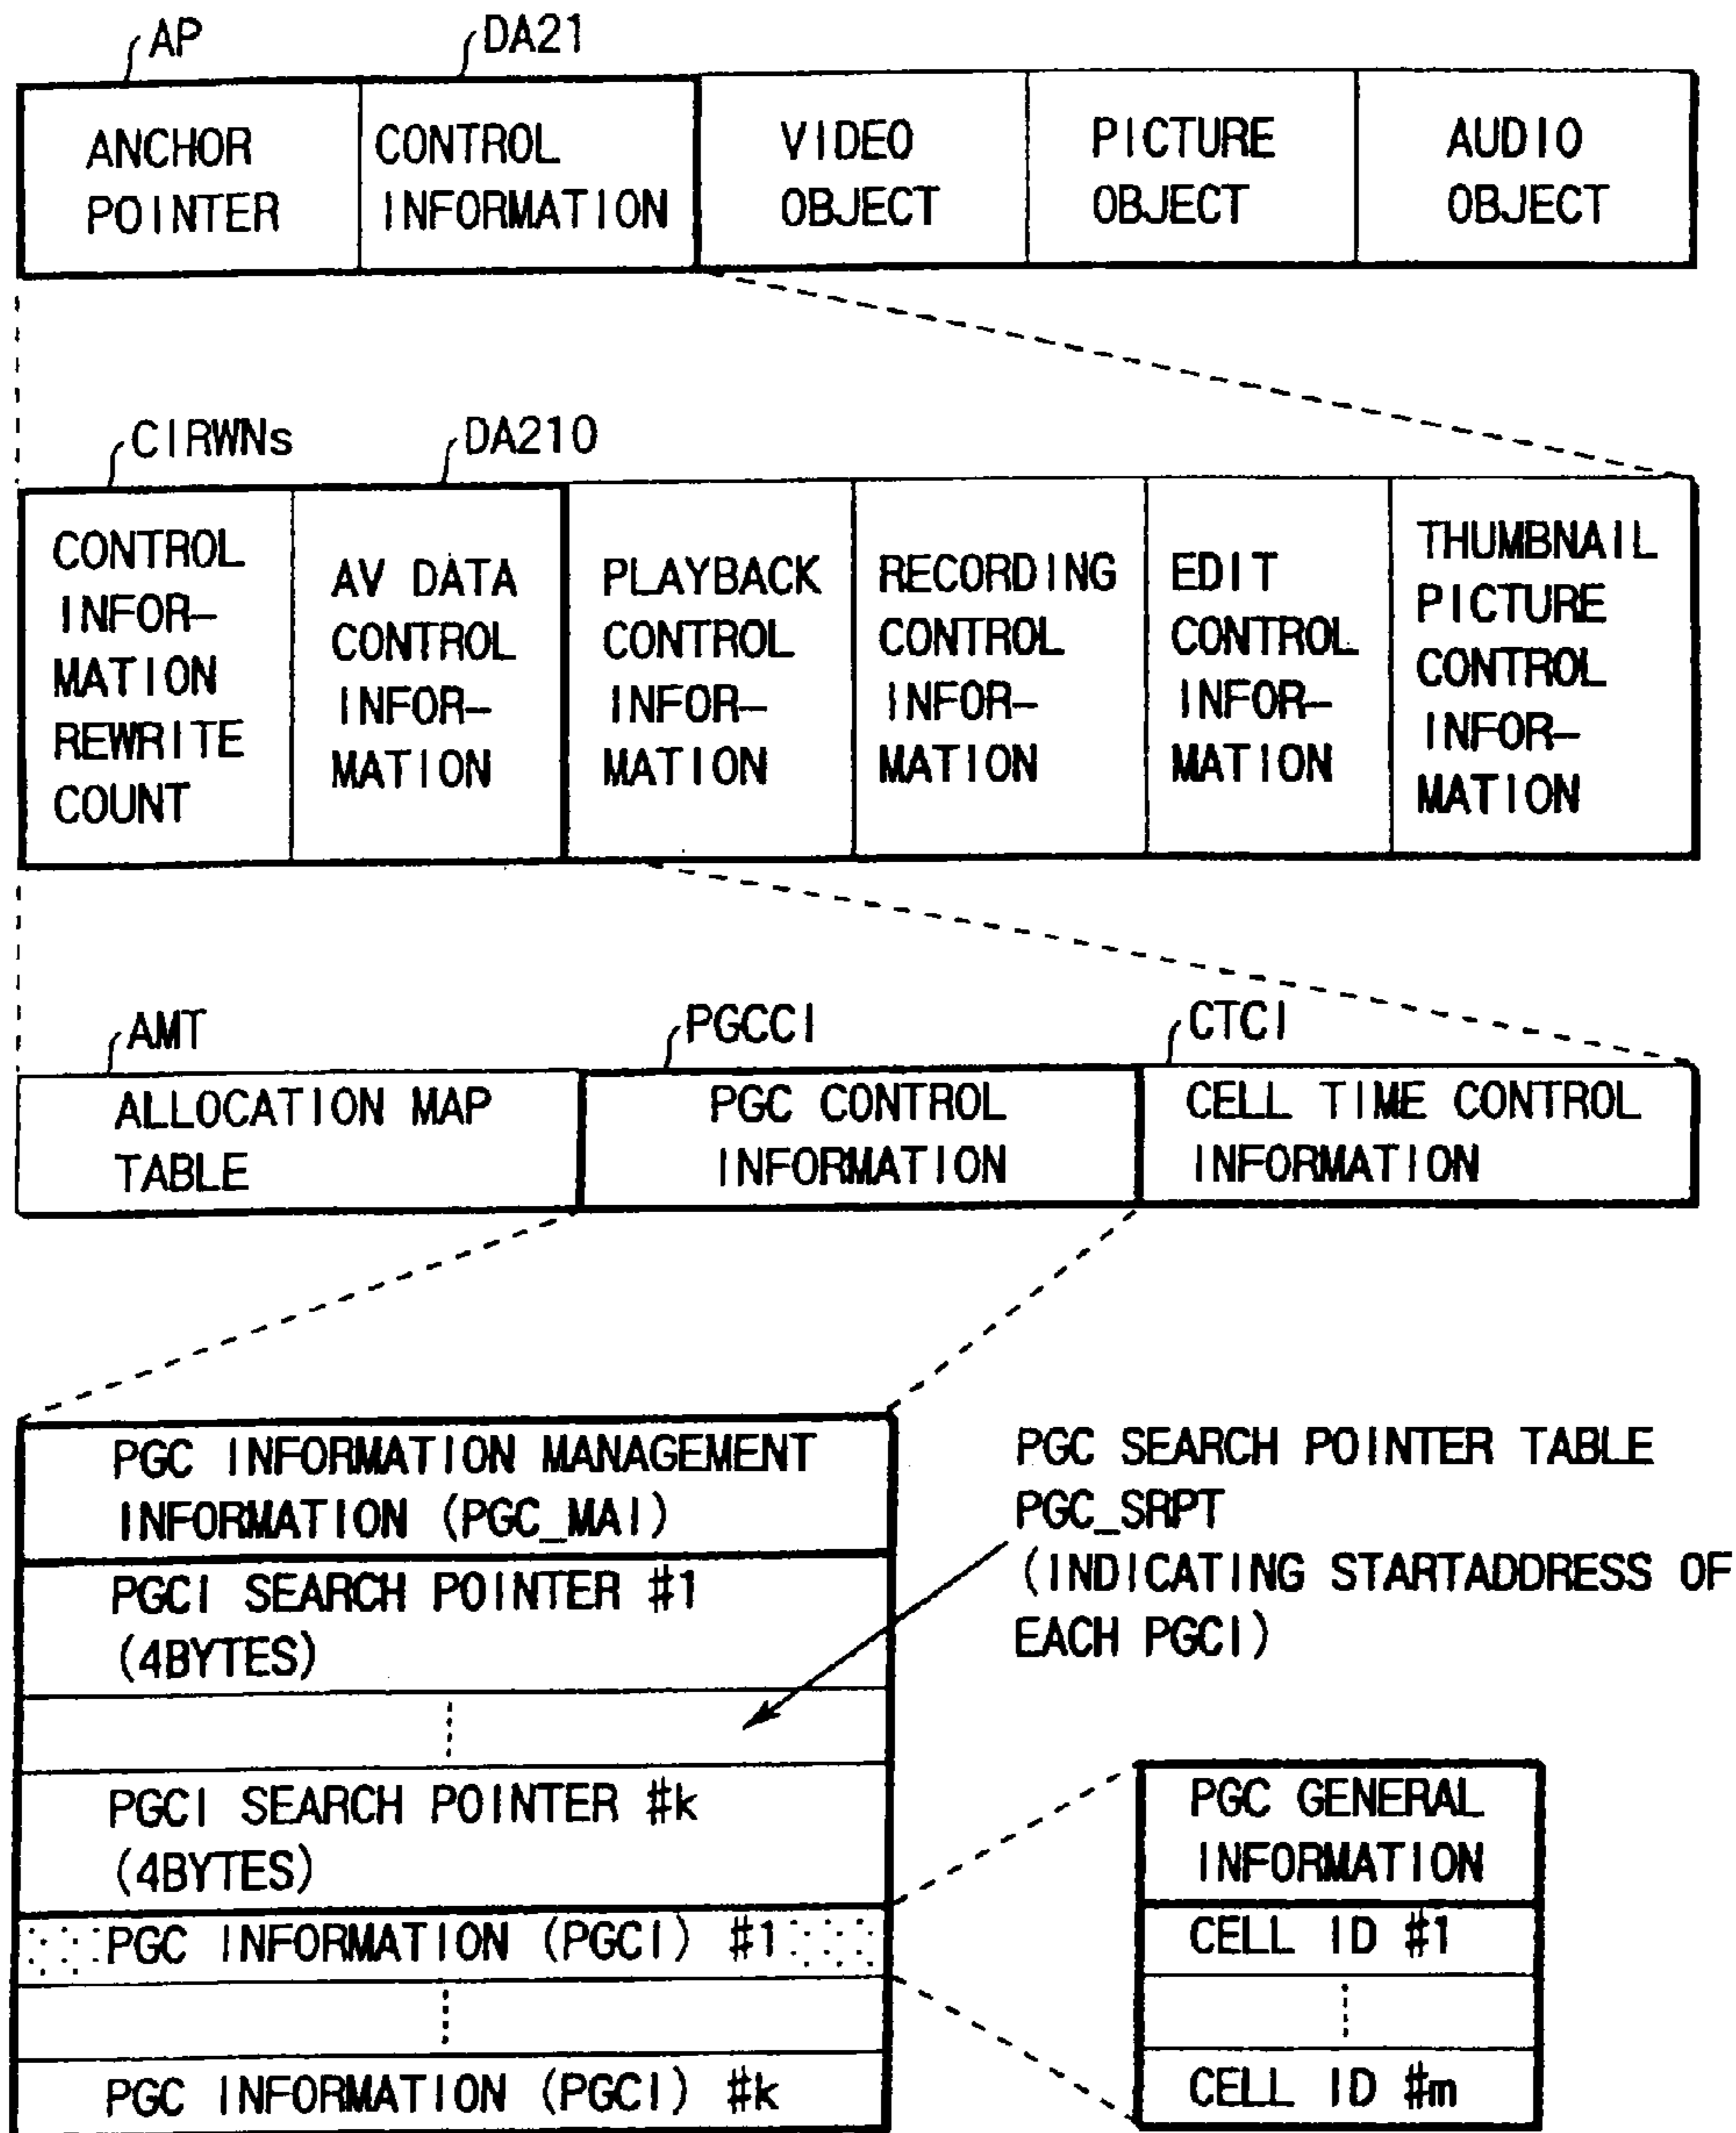 AP
DA21
ANCHOR
POINTER
CONTROL
INFORMATION
VIDEO
OBJECT
PICTURE
OBJECT
AUDIO
OBJECT
CIRWNs
DA210
CONTROL
INFOR-
MATION
REWRITE
COUNT
AV DATA
CONTROL
INFOR-
MATION
PLAYBACK
CONTROL
INFOR-
MATION
RECORDING
CONTROL
INFOR-
MATION
EDIT
CONTROL
INFOR-
MATION
THUMBNAIL
PICTURE
CONTROL
INFOR-
MATION
AMT
PGCCI
CTCI
ALLOCATION MAP
TABLE
PGC CONTROL
INFORMATION
CELL TIME CONTROL
INFORMATION
PGC INFORMATION MANAGEMENT
INFORMATION (PGC_MAI)
PGCI SEARCH POINTER #1
(4BYTES)
PGCI SEARCH POINTER #k
(4BYTES)
PGC INFORMATION (PGCI) #1
PGC INFORMATION (PGCI) #k
PGC SEARCH POINTER TABLE
PGC_SRPT
(INDICATING STARTADDRESS OF
EACH PGCI)
PGC GENERAL
INFORMATION
CELL ID #1
CELL ID #m